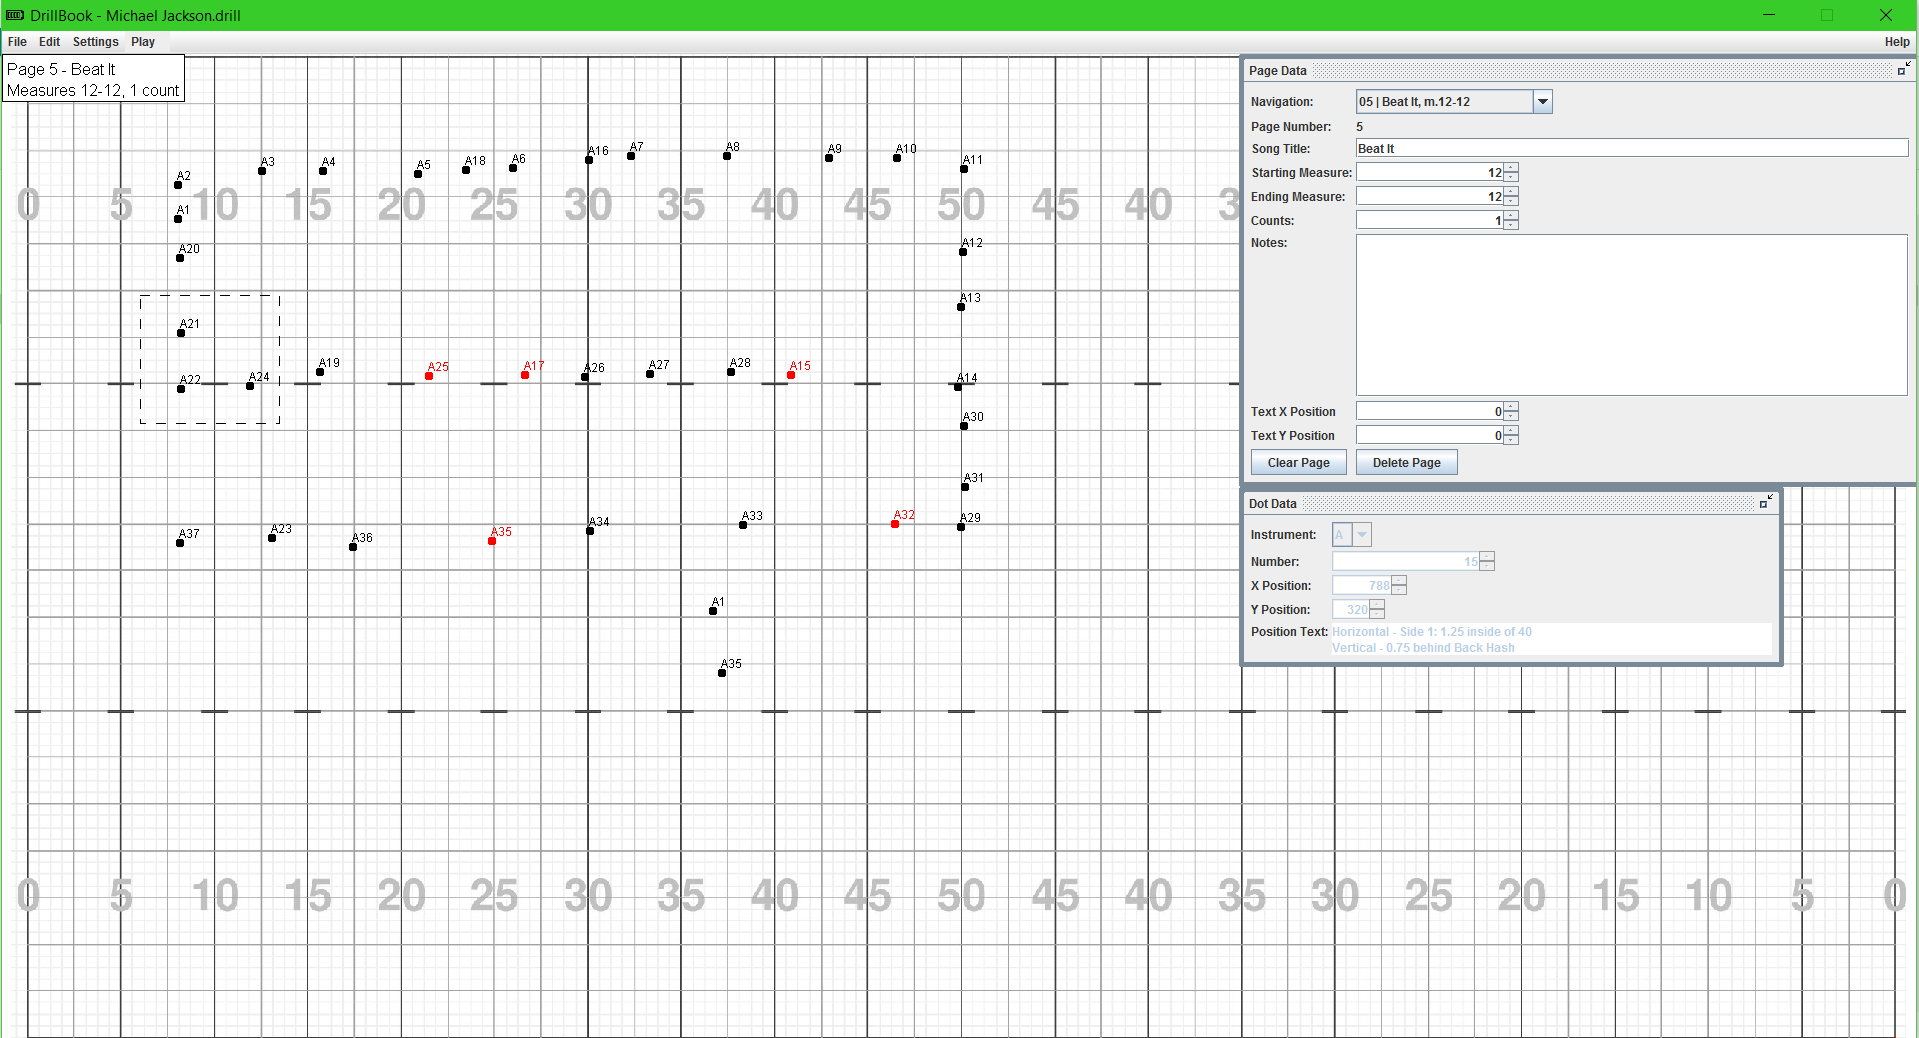 DrillBook - Michael Jackson.drill
File Edit Settings Play Help
Page 5 - Beat It
Measures 12-12, 1 count
A16 A7 A8 A9 A10
A3 A4 A5 A18 A6 A11
A2
0 5 10 15 20 25 30 35 40 45 50 45 40 3
A1
A20 A12
A13
A21
A22 A24 A19 A25 A17 A26 A27 A28 A15 A14
A30
A31
A37 A23 A36 A35 A34 A33 A32 A29
A1
A35
0 5 10 15 20 25 30 35 40 45 50 45 40 35 30 25 20 15 10 5 0
Page Data
Navigation: 05 | Beat It, m.12-12
Page Number: 5
Song Title: Beat It
Starting Measure: 12
Ending Measure: 12
Counts: 1
Notes:
Text X Position 0
Text Y Position 0
Clear Page Delete Page
Dot Data
Instrument: A
Number: 15
X Position: 788
Y Position: 320
Position Text: Horizontal - Side 1: 1.25 inside of 40
Vertical - 0.75 behind Back Hash